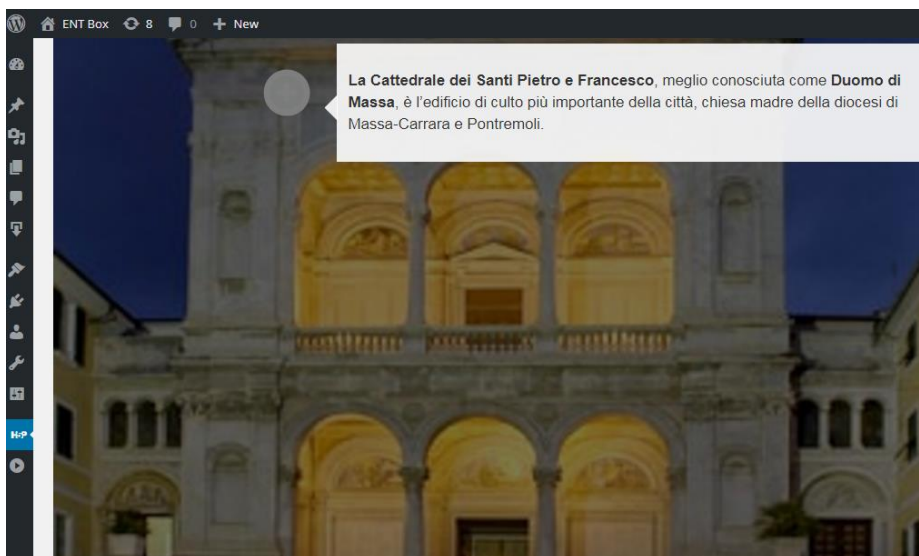 ENT Box 8 0 + New
La Cattedrale dei Santi Pietro e Francesco, meglio conosciuta come Duomo di
Massa, è l'edificio di culto più importante della città, chiesa madre della diocesi di
Massa-Carrara e Pontremoli.
H5P